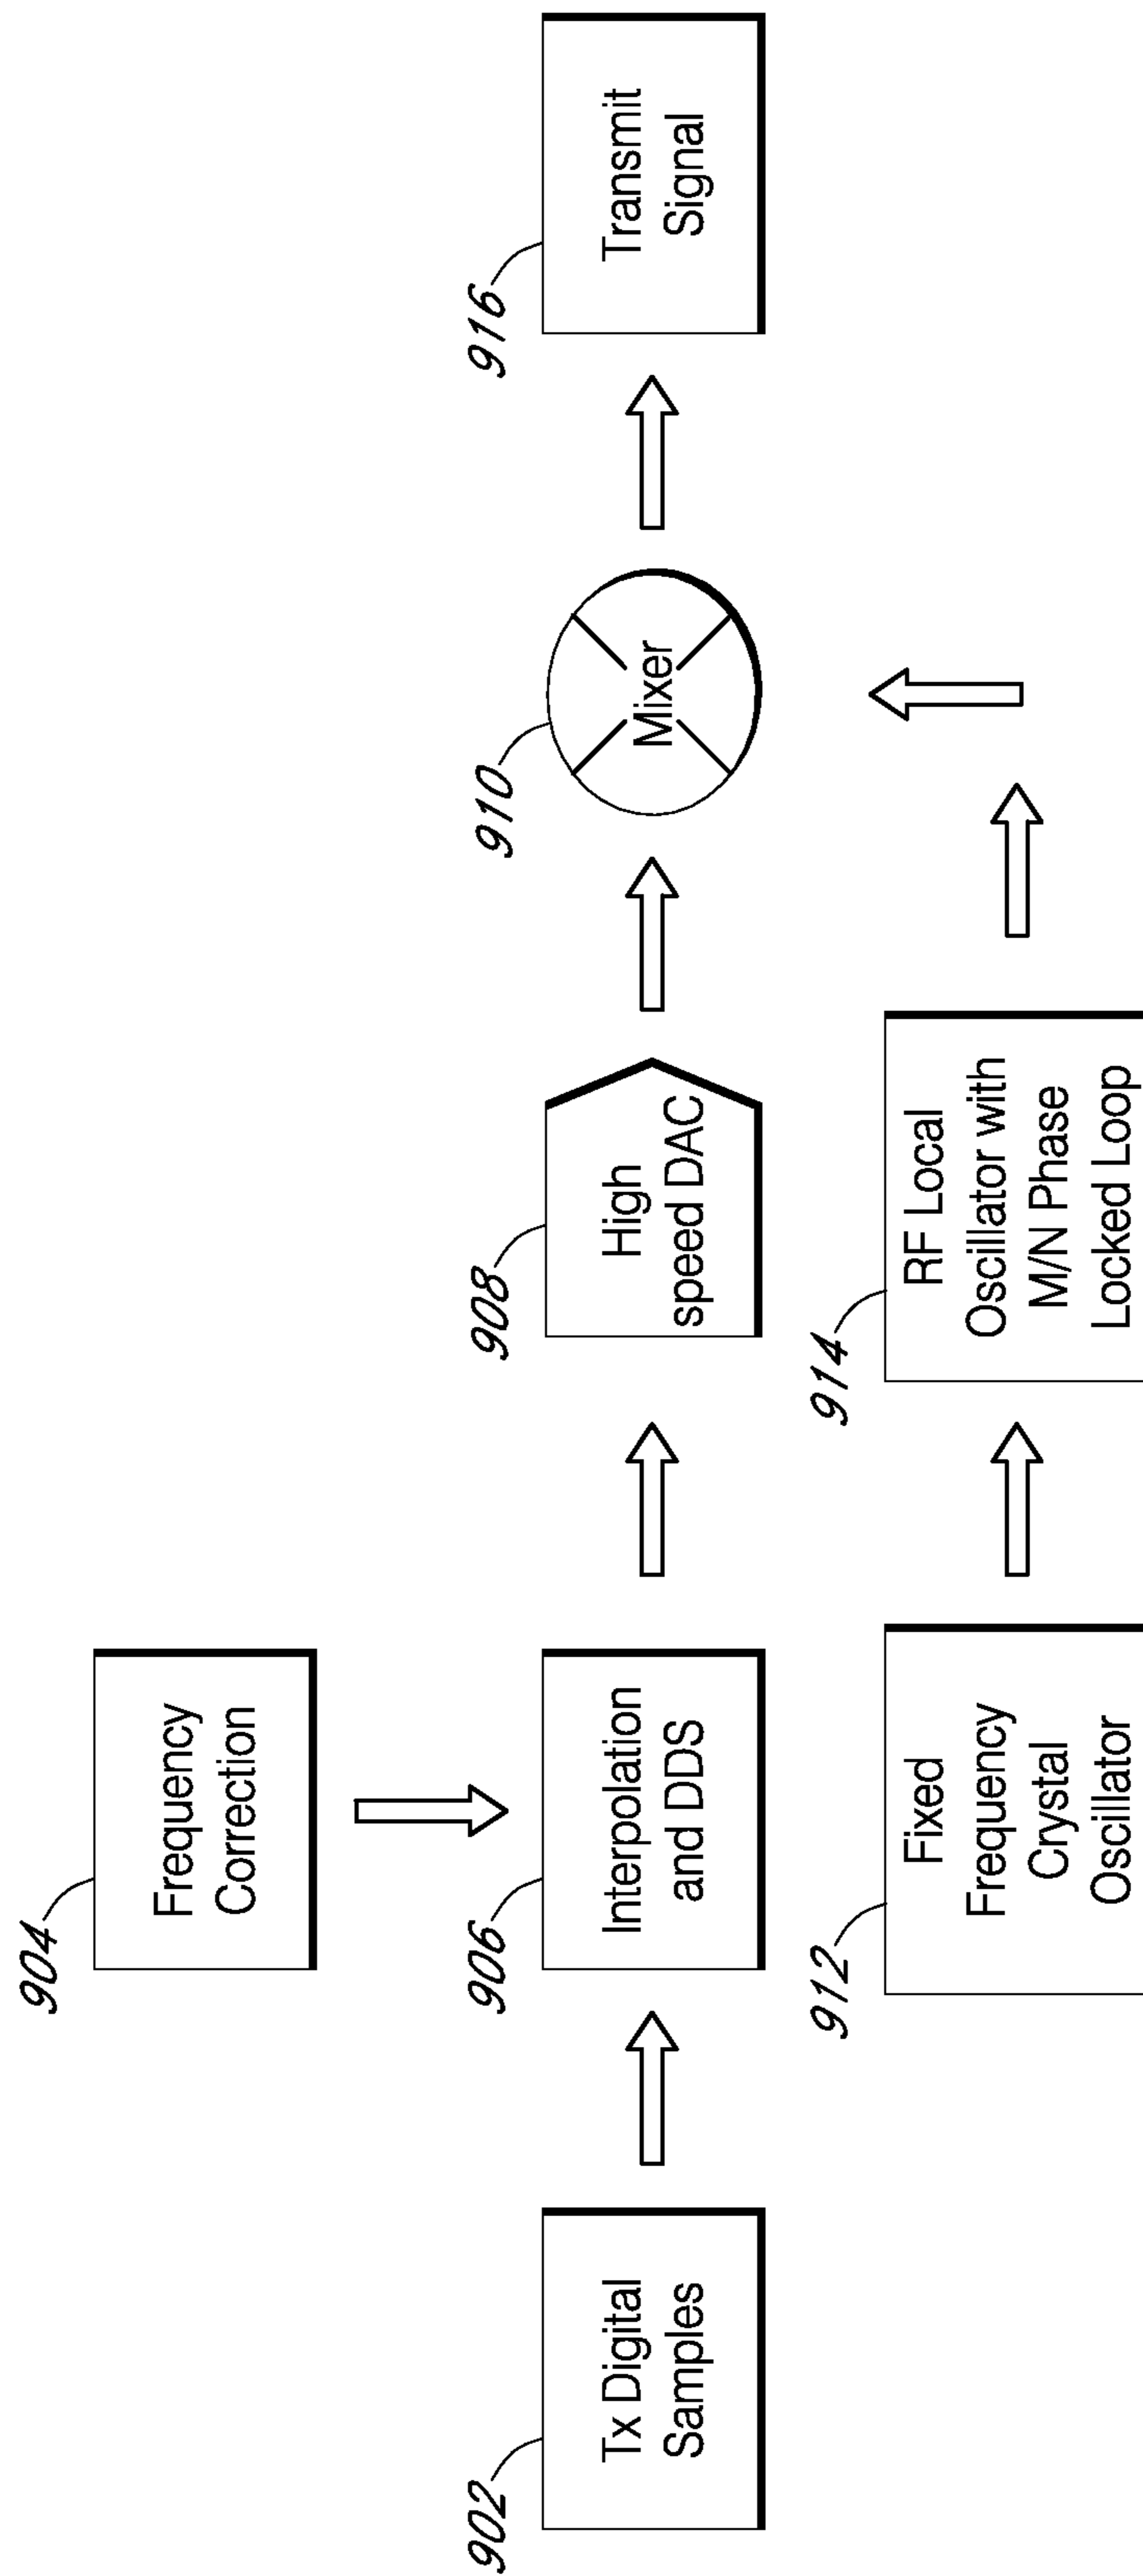 904
Frequency
Correction
902
Tx Digital
Samples
906
Interpolation
and DDS
908
High
speed DAC
910
Mixer
916
Transmit
Signal
912
Fixed
Frequency
Crystal
Oscillator
914
RF Local
Oscillator with
M/N Phase
Locked Loop